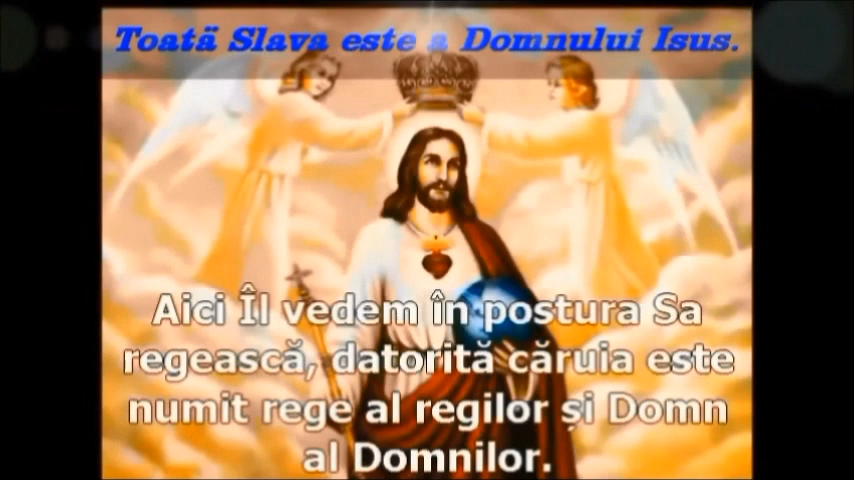 Toată Slava este a Domnului Isus.
Aici Îl vedem în postura Sa
regească, datorită căruia este
numit rege al regilor și Domn
al Domnilor.